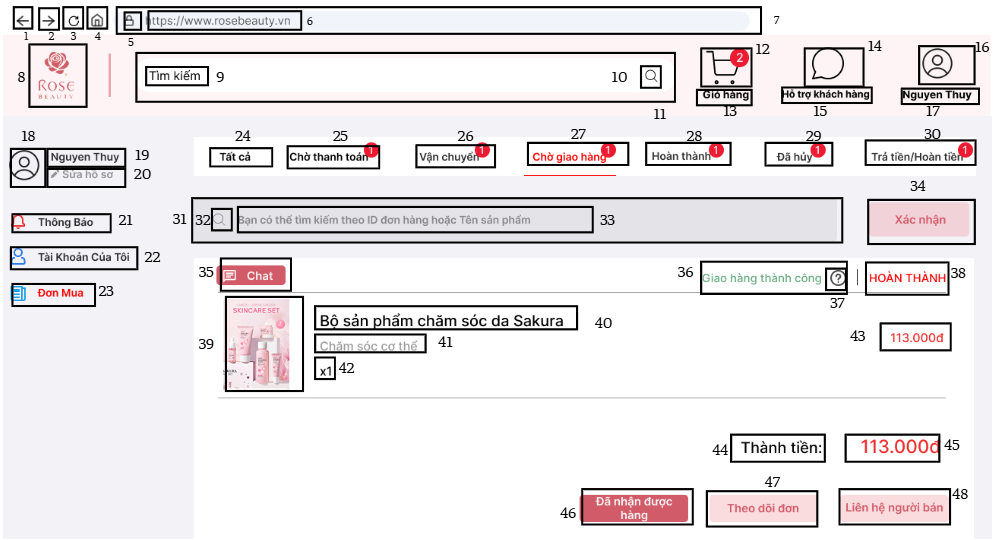 https://www.rosebeauty.vn
1 2 3 4 5 6 7
8
ROSE
BEAUTY
Tìm kiếm
9
10
11
2
12
Giỏ hàng
13
14
Hỗ trợ khách hàng
15
16
Nguyen Thuy
17
18
Nguyen Thuy
19
Sửa hồ sơ
20
Thông Báo
21
Tài Khoản Của Tôi
22
Đơn Mua
23
24 25 26 27 28 29 30
Tất cả
Chờ thanh toán 1
Vận chuyển 1
Chờ giao hàng 1
Hoàn thành 1
Đã hủy 1
Trả tiền/Hoàn tiền 1
31
32
Bạn có thể tìm kiếm theo ID đơn hàng hoặc Tên sản phẩm
33
34
Xác nhận
35
Chat
36
Giao hàng thành công
37
HOÀN THÀNH
38
SKINCARE SET
39
Bộ sản phẩm chăm sóc da Sakura
40
Chăm sóc cơ thể
41
x1
42
43
113.000đ
44
Thành tiền:
113.000đ
45
46
Đã nhận được
hàng
47
Theo dõi đơn
Liên hệ người bán
48